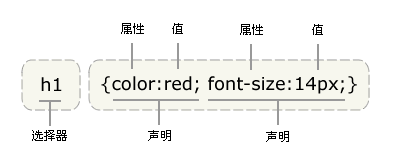 属性 值 属性 值
h1 {color:red; font-size:14px;}
选择器 声明 声明